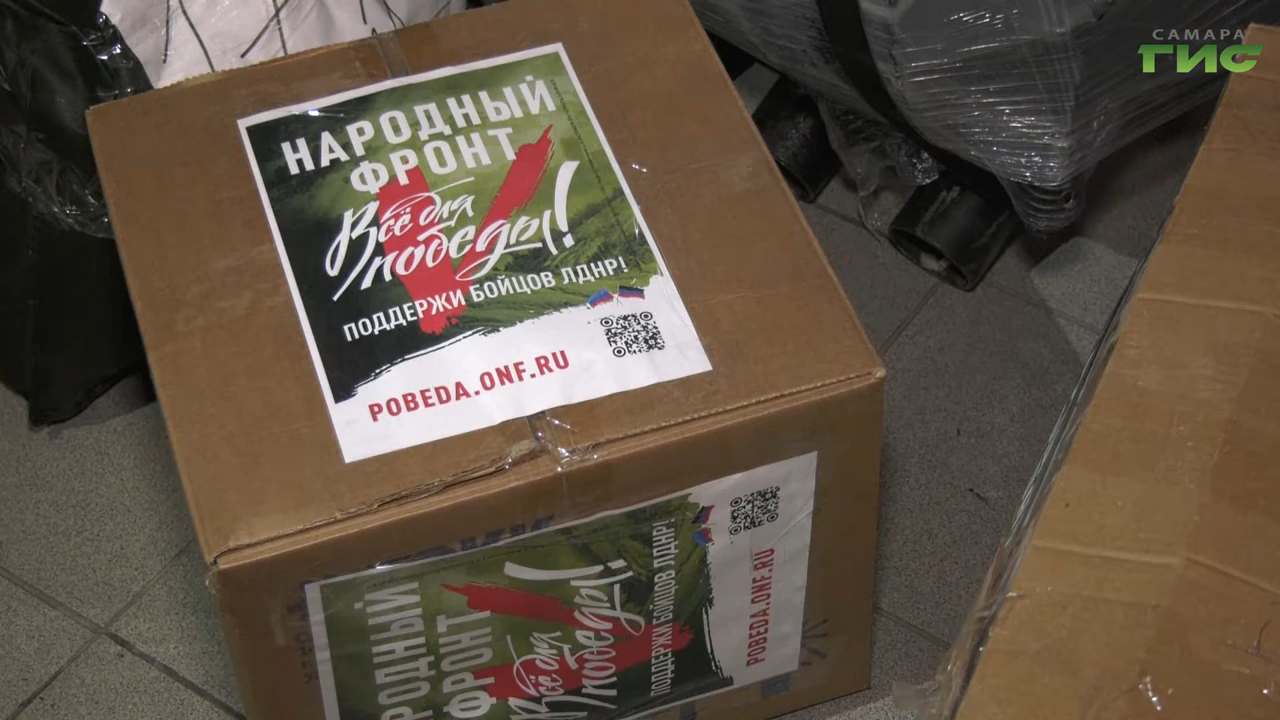 САМАРА
ГИС
НАРОДНЫЙ
ФРОНТ
Всё для
победы!
ПОДДЕРЖИ БОЙЦОВ ЛДНР!
POBEDA.ONF.RU
РОДНЫЙ
ФРОНТ
Всё для
победы!
ПОДДЕРЖИ БОЙЦОВ ЛДНР!
POBEDA.ONF.RU